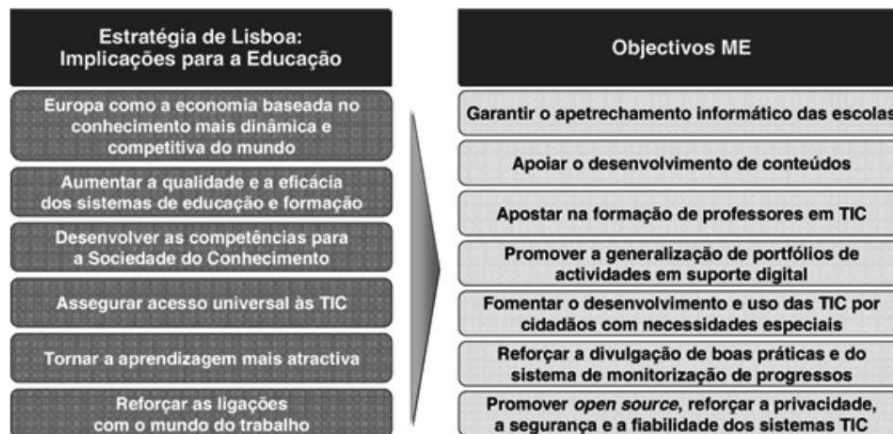 Estratégia de Lisboa:
Implicações para a Educação
Europa como a economia baseada no
conhecimento mais dinâmica e
competitiva do mundo
Aumentar a qualidade e a eficácia
dos sistemas de educação e formação
Desenvolver as competências para
a Sociedade do Conhecimento
Assegurar acesso universal às TIC
Tornar a aprendizagem mais atractiva
Reforçar as ligações
com o mundo do trabalho
Objectivos ME
Garantir o apetrechamento informático das escolas
Apoiar o desenvolvimento de conteúdos
Apostar na formação de professores em TIC
Promover a generalização de portfólios de
actividades em suporte digital
Fomentar o desenvolvimento e uso das TIC por
cidadãos com necessidades especiais
Reforçar a divulgação de boas práticas e do
sistema de monitorização de progressos
Promover open source, reforçar a privacidade,
a segurança e a fiabilidade dos sistemas TIC